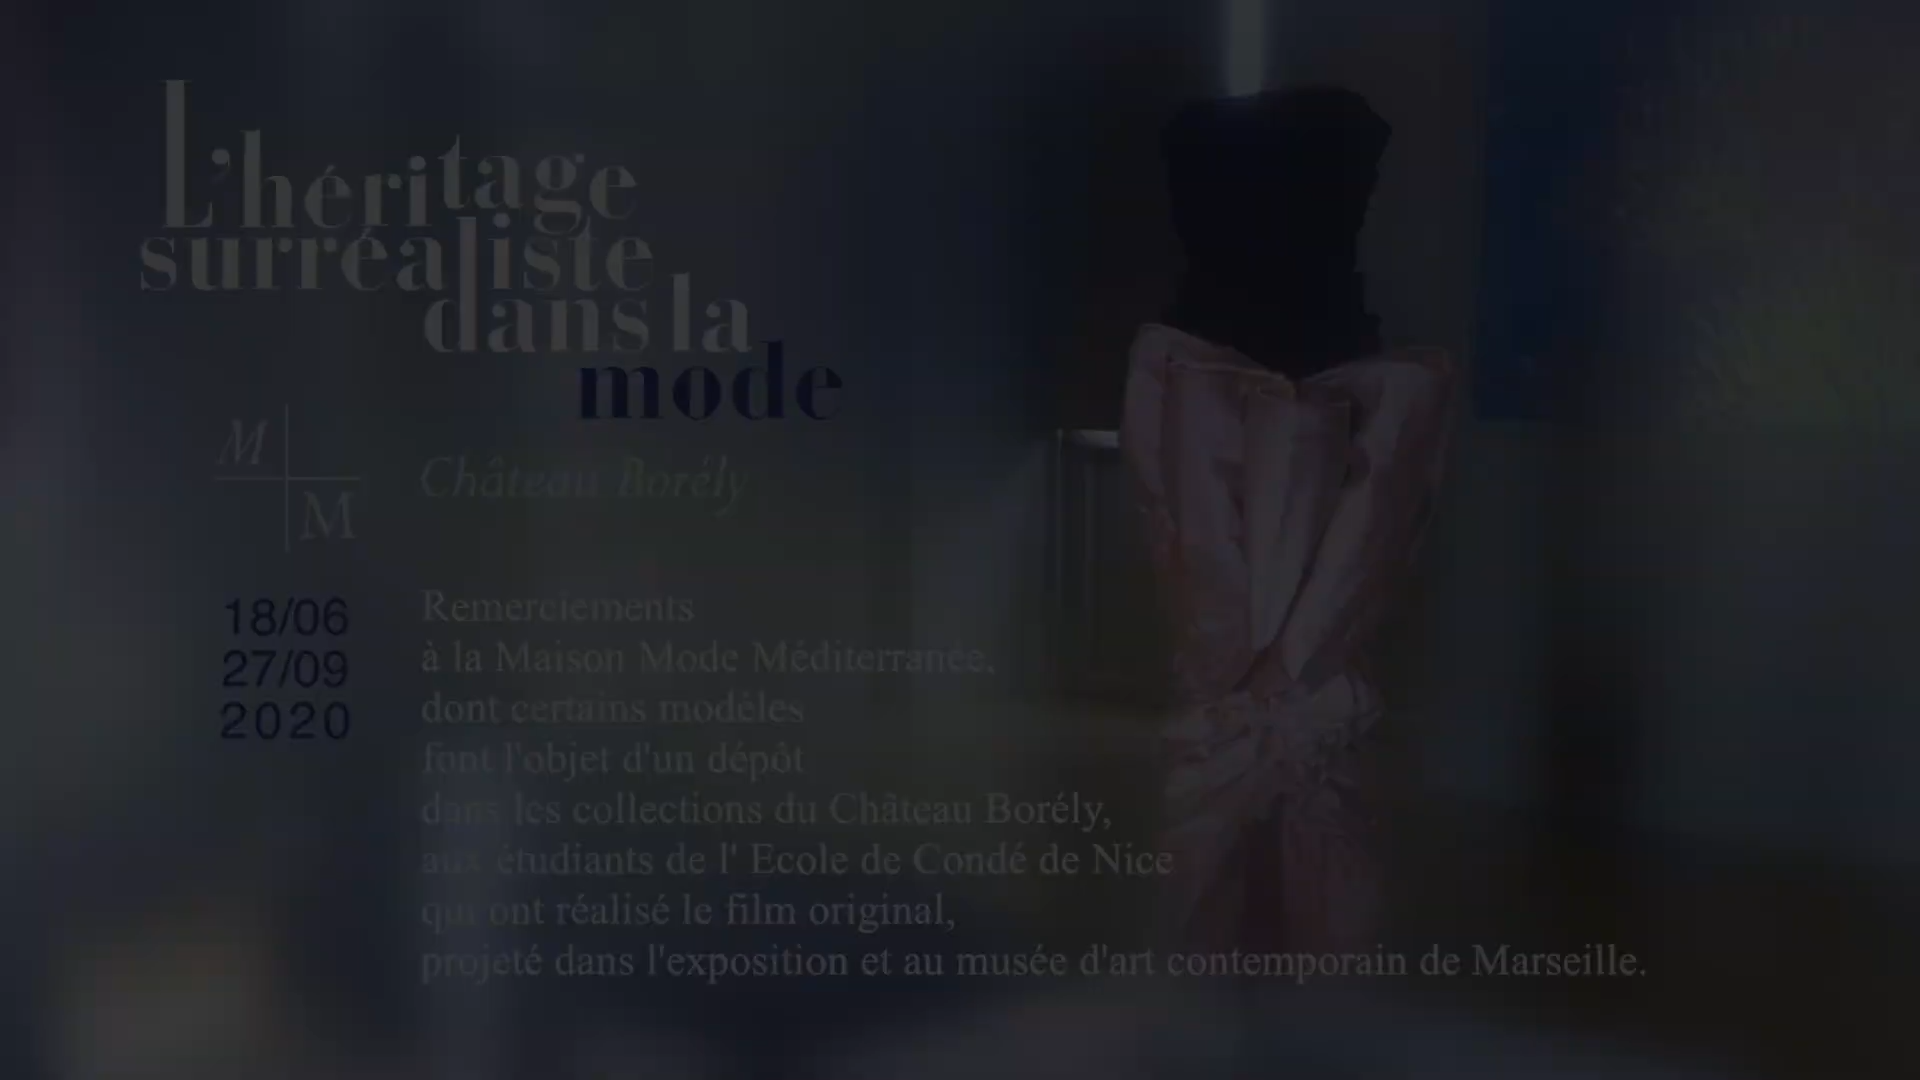 L'héritage
surréaliste
dans la
mode
M
M
Château Borély
18/06
27/09
2020
Remerciements
à la Maison Mode Méditerranée,
dont certains modèles
font l'objet d'un dépôt
dans les collections du Château Borély,
aux étudiants de l' Ecole de Condé de Nice
qui ont réalisé le film original,
projeté dans l'exposition et au musée d'art contemporain de Marseille.